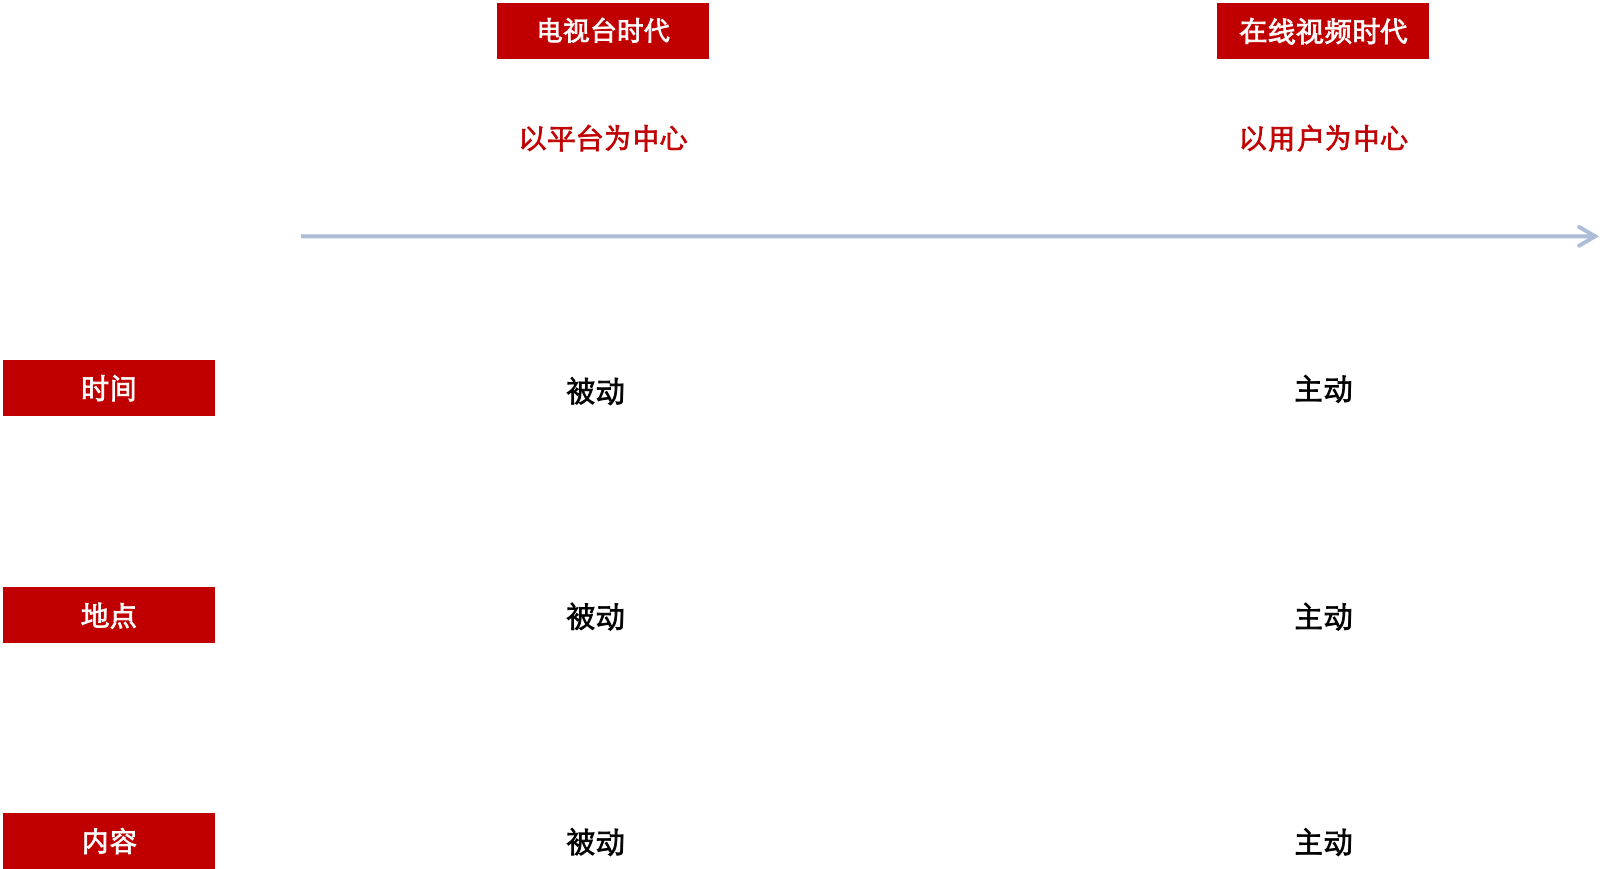 电视台时代
在线视频时代
以平台为中心
以用户为中心
时间
被动
主动
地点
被动
主动
内容
被动
主动